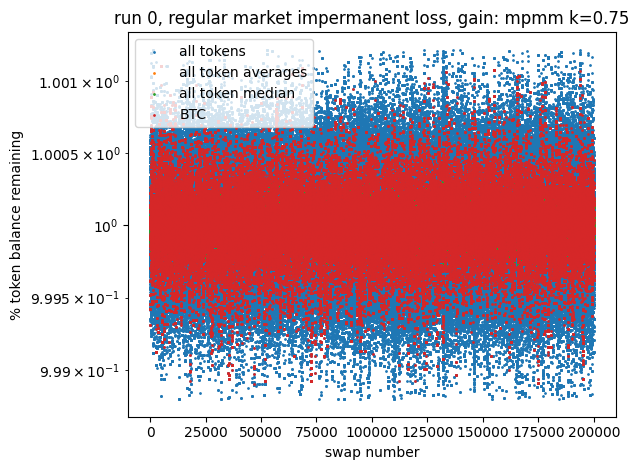 run 0, regular market impermanent loss, gain: mpmm k=0.75
all tokens
all token averages
all token median
BTC
1.001 × 10⁰
1.0005 × 10⁰
10⁰
9.995 × 10⁻¹
9.99 × 10⁻¹
% token balance remaining
0 25000 50000 75000 100000 125000 150000 175000 200000
swap number